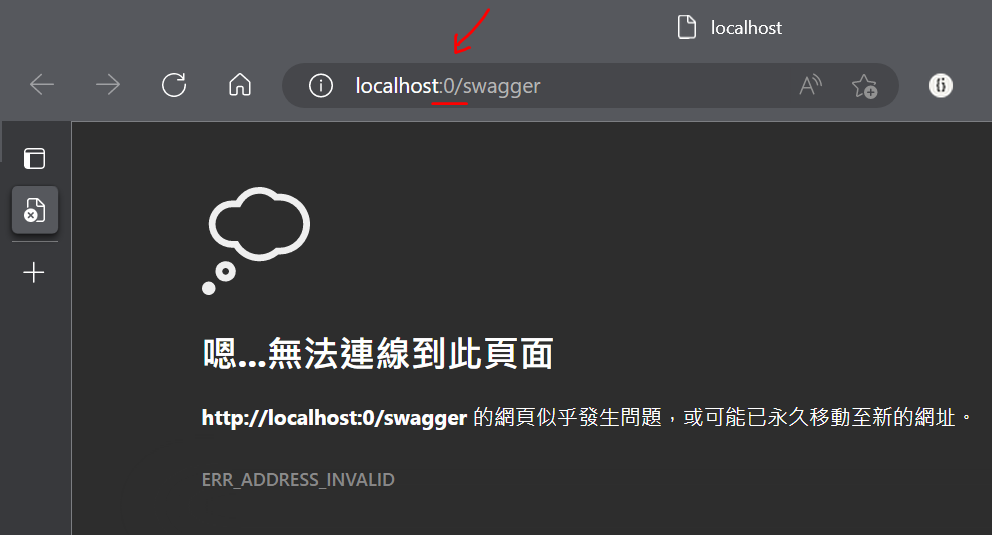 localhost
localhost:0/swagger
嗯...無法連線到此頁面
http://localhost:0/swagger 的網頁似乎發生問題，或可能已永久移動至新的網址。
ERR_ADDRESS_INVALID